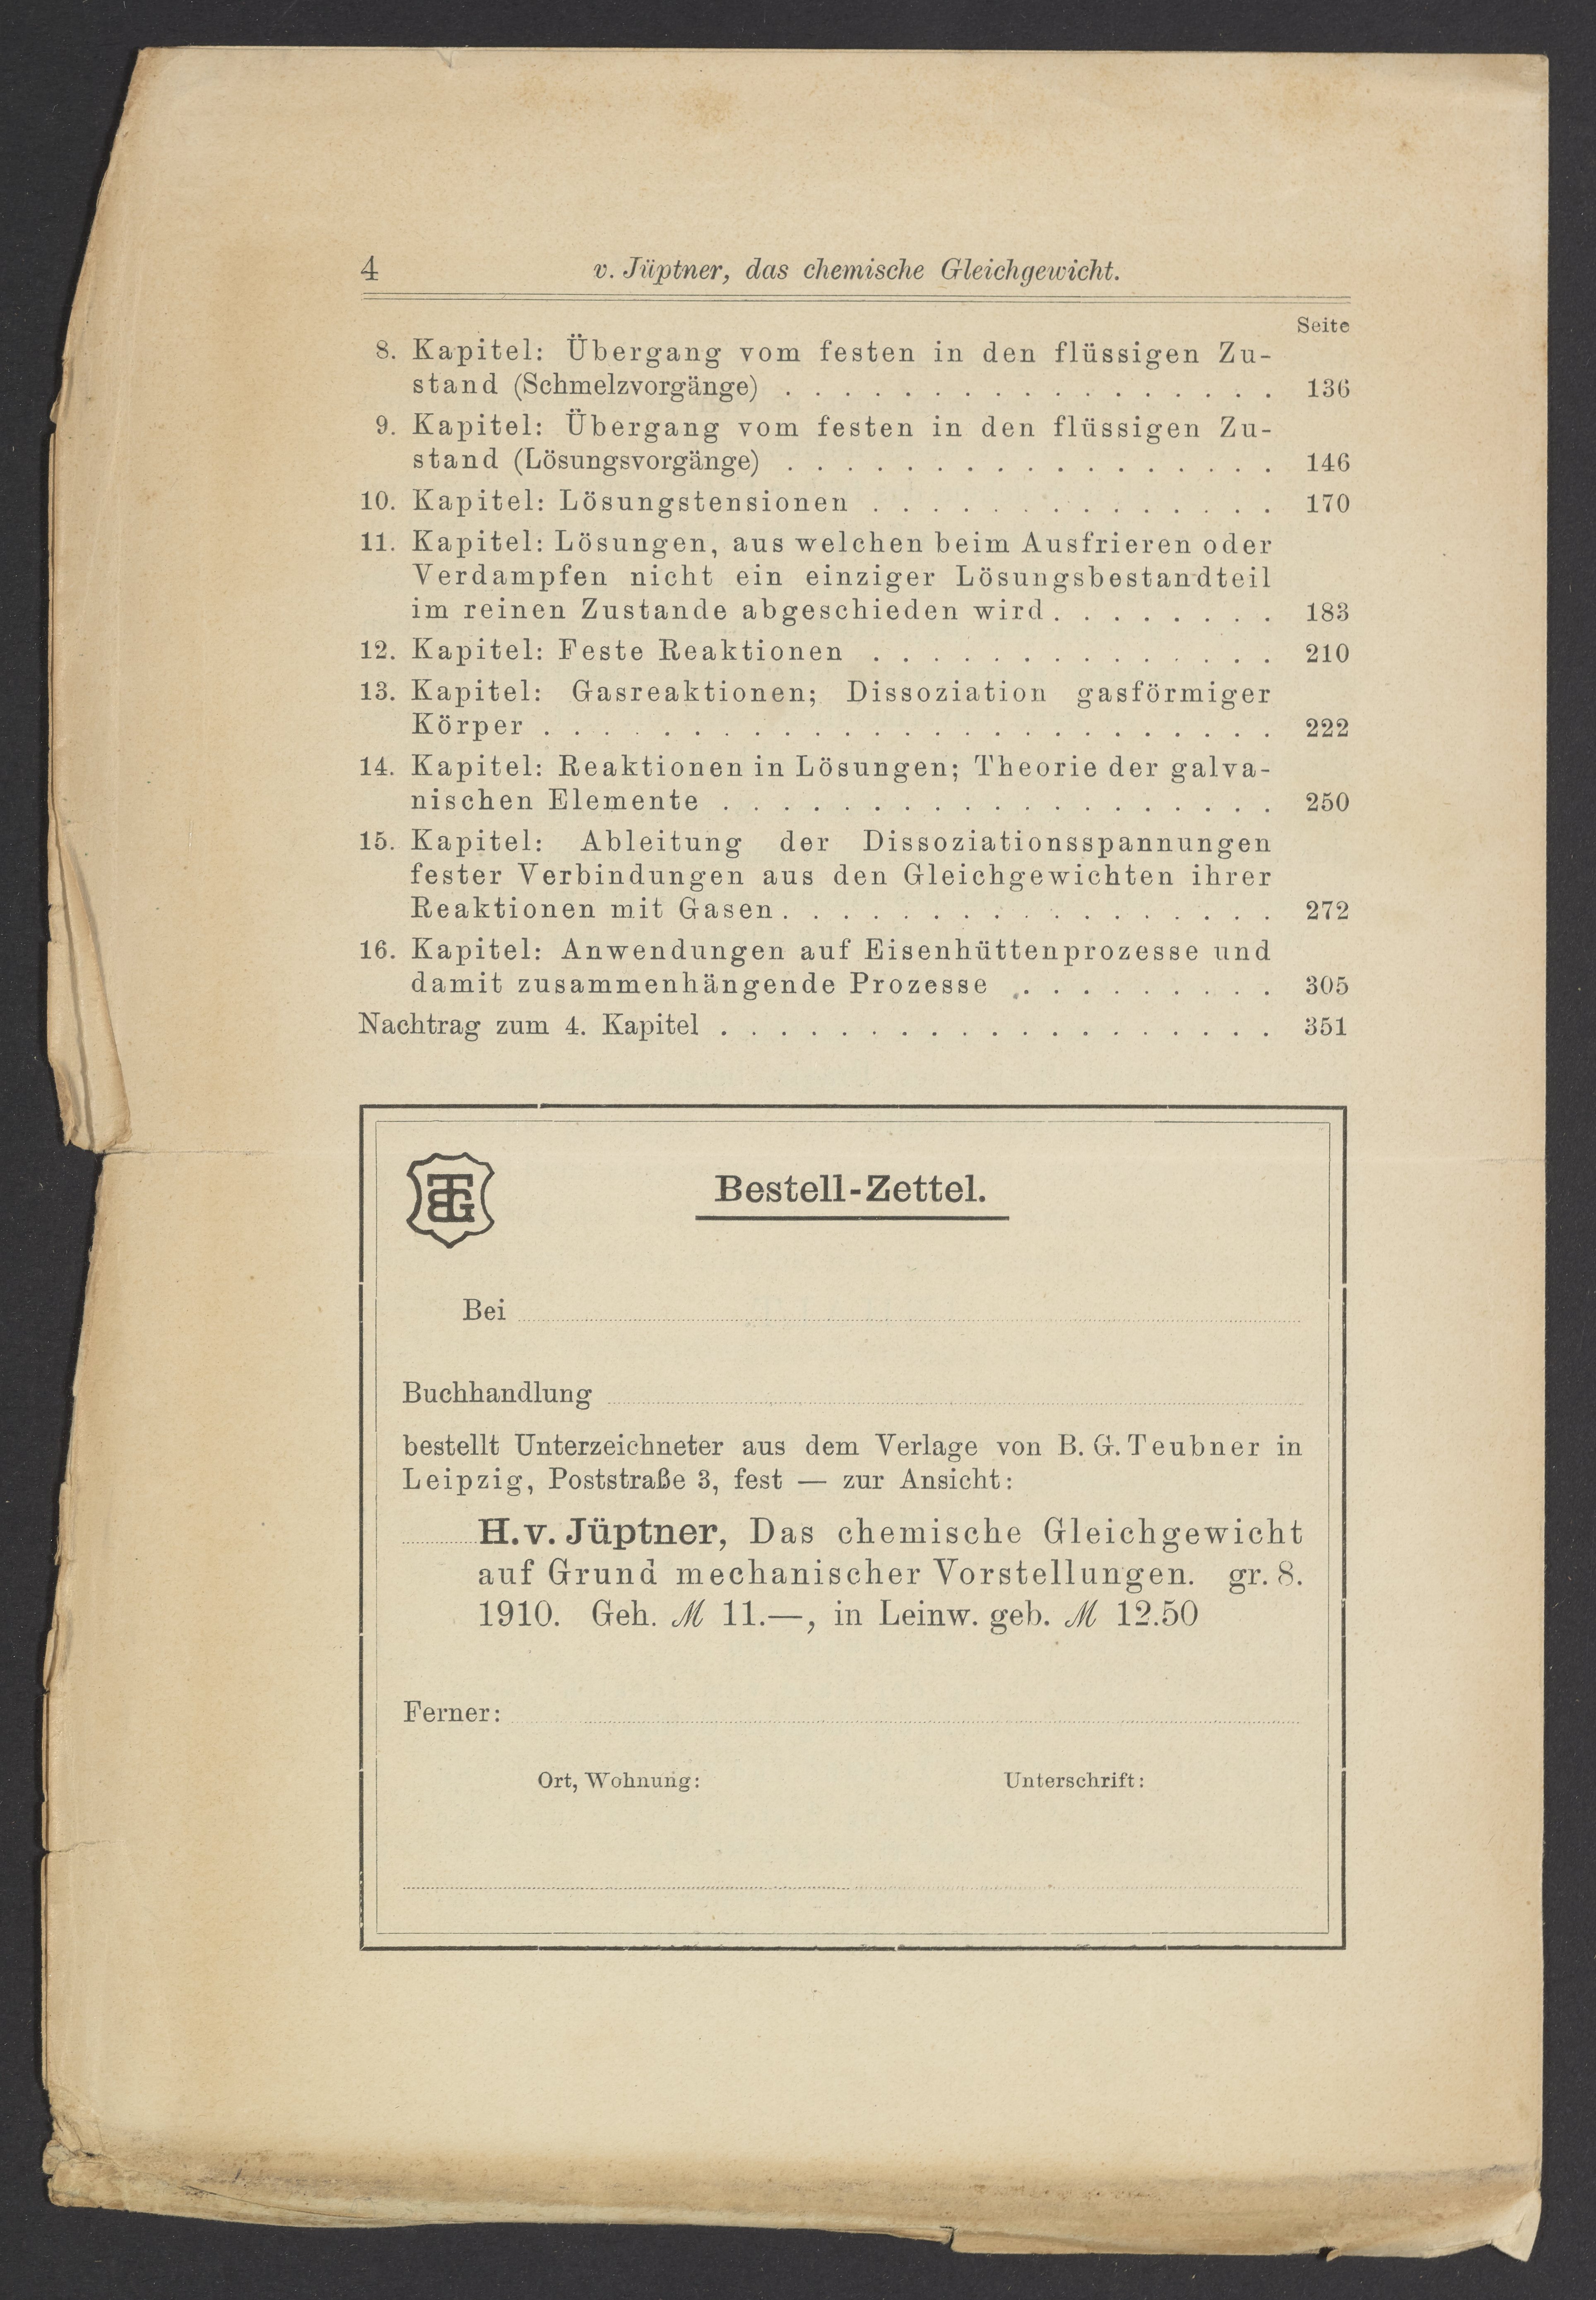 4 v. Jüptner, das chemische Gleichgewicht.
Seite
8. Kapitel: Übergang vom festen in den flüssigen Zu-
stand (Schmelzvorgänge) . . . . . . . . . . . . . . . . . 136
9. Kapitel: Übergang vom festen in den flüssigen Zu-
stand (Lösungsvorgänge) . . . . . . . . . . . . . . . . . 146
10. Kapitel: Lösungstensionen . . . . . . . . . . . . . . 170
11. Kapitel: Lösungen, aus welchen beim Ausfrieren oder
Verdampfen nicht ein einziger Lösungsbestandteil
im reinen Zustande abgeschieden wird . . . . . . . . 183
12. Kapitel: Feste Reaktionen . . . . . . . . . . . . . . 210
13. Kapitel: Gasreaktionen; Dissoziation gasförmiger
Körper . . . . . . . . . . . . . . . . . . . . . . . . . 222
14. Kapitel: Reaktionen in Lösungen; Theorie der galva-
nischen Elemente . . . . . . . . . . . . . . . . . . . 250
15. Kapitel: Ableitung der Dissoziationsspannungen
fester Verbindungen aus den Gleichgewichten ihrer
Reaktionen mit Gasen . . . . . . . . . . . . . . . . . 272
16. Kapitel: Anwendungen auf Eisenhüttenprozesse und
damit zusammenhängende Prozesse . . . . . . . . . 305
Nachtrag zum 4. Kapitel . . . . . . . . . . . . . . . . . . . 351
BGT
Bestell-Zettel.
Bei
Buchhandlung
bestellt Unterzeichneter aus dem Verlage von B. G. Teubner in
Leipzig, Poststraße 3, fest — zur Ansicht:
H. v. Jüptner, Das chemische Gleichgewicht
auf Grund mechanischer Vorstellungen. gr. 8.
1910. Geh. ℳ 11.—, in Leinw. geb. ℳ 12.50
Ferner:
Ort, Wohnung: Unterschrift: